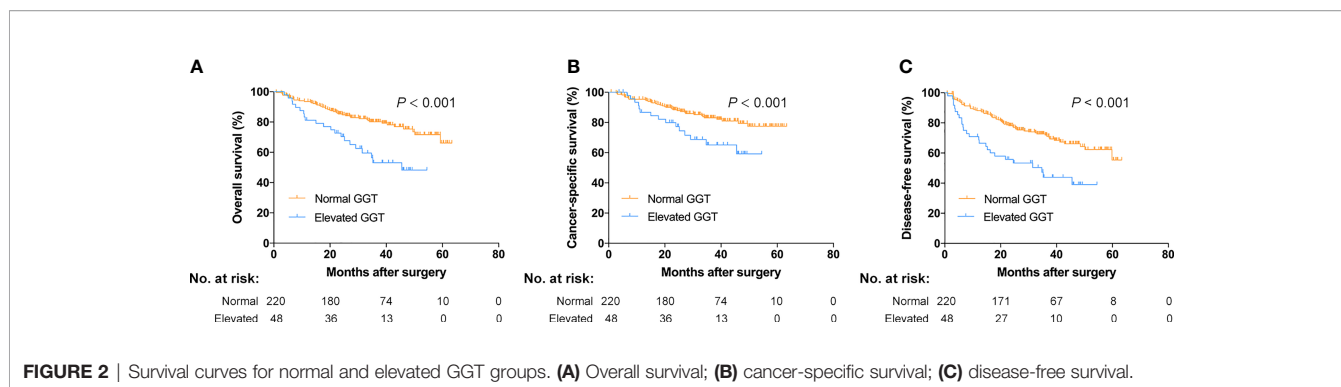 A
B
C
Overall survival (%)
100
80
60
40
80
0
P < 0.001
Normal GGT
Elevated GGT
0 20 40 60 80
Months after surgery
No. at risk:
Normal 220 180 74 10 0
Elevated 48 36 13 0 0
Cancer-specific survival (%)
100
80
60
40
80
0
P < 0.001
Normal GGT
Elevated GGT
0 20 40 60 80
Months after surgery
No. at risk:
Normal 220 180 74 10 0
Elevated 48 36 13 0 0
Disease-free survival (%)
100
80
60
40
80
0
P < 0.001
Normal GGT
Elevated GGT
0 20 40 60 80
Months after surgery
No. at risk:
Normal 220 171 67 8 0
Elevated 48 27 10 0 0
FIGURE 2 | Survival curves for normal and elevated GGT groups. (A) Overall survival; (B) cancer-specific survival; (C) disease-free survival.